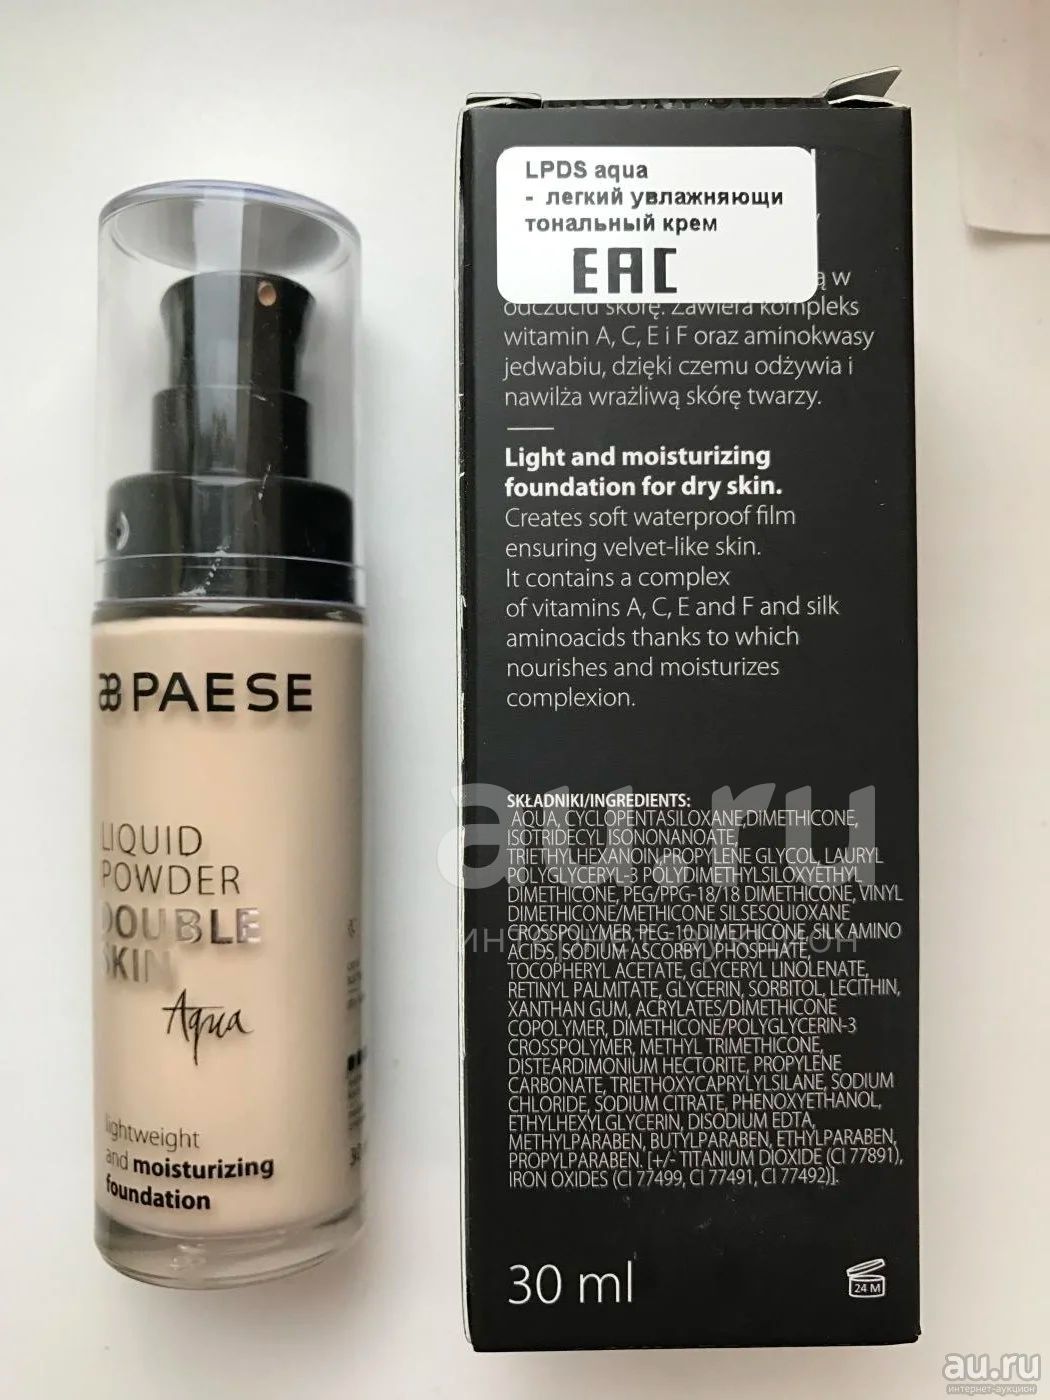 PAESE
LIQUID
POWDER
DOUBLE
SKIN
Aqua
lightweight
and moisturizing
foundation
LPDS aqua
- легкий увлажняющи
тональный крем
EAC
ą w
odczuciu skórę. Zawiera kompleks
witamin A, C, E i F oraz aminokwasy
jedwabiu, dzięki czemu odżywia i
nawilża wrażliwą skórę twarzy.
Light and moisturizing
foundation for dry skin.
Creates soft waterproof film
ensuring velvet-like skin.
It contains a complex
of vitamins A, C, E and F and silk
aminoacids thanks to which
nourishes and moisturizes
complexion.
SKŁADNIKI/INGREDIENTS:
AQUA, CYCLOPENTASILOXANE,DIMETHICONE,
ISOTRIDECYL ISONONANOATE,
TRIETHYLHEXANOIN,PROPYLENE GLYCOL, LAURYL
POLYGLYCERYL-3 POLYDIMETHYLSILOXYETHYL
DIMETHICONE, PEG/PPG-18/18 DIMETHICONE, VINYL
DIMETHICONE/METHICONE SILSESQUIOXANE
CROSSPOLYMER, PEG-10 DIMETHICONE, SILK AMINO
ACIDS, SODIUM ASCORBYL PHOSPHATE,
TOCOPHERYL ACETATE, GLYCERYL LINOLENATE,
RETINYL PALMITATE, GLYCERIN, SORBITOL, LECITHIN,
XANTHAN GUM, ACRYLATES/DIMETHICONE
COPOLYMER, DIMETHICONE/POLYGLYCERIN-3
CROSSPOLYMER, METHYL TRIMETHICONE,
DISTEARDIMONIUM HECTORITE, PROPYLENE
CARBONATE, TRIETHOXYCAPRYLYLSILANE, SODIUM
CHLORIDE, SODIUM CITRATE, PHENOXYETHANOL,
ETHYLHEXYLGLYCERIN, DISODIUM EDTA,
METHYLPARABEN, BUTYLPARABEN, ETHYLPARABEN,
PROPYLPARABEN. [+/- TITANIUM DIOXIDE (CI 77891),
IRON OXIDES (CI 77499, CI 77491, CI 77492)].
30 ml
24 M
au.ru
интернет-аукцион
au.ru
интернет-аукцион